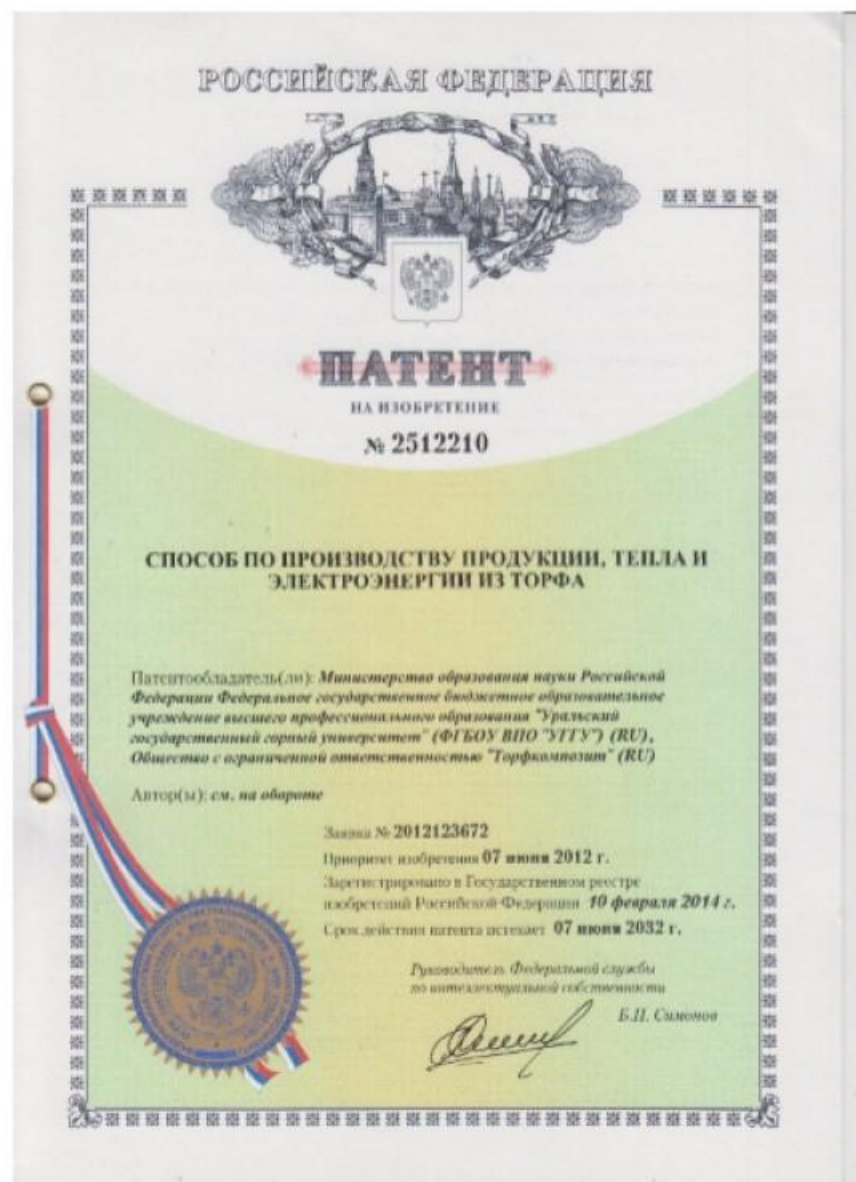 РОССИЙСКАЯ ФЕДЕРАЦИЯ
ПАТЕНТ
НА ИЗОБРЕТЕНИЕ
№ 2512210
СПОСОБ ПО ПРОИЗВОДСТВУ ПРОДУКЦИИ, ТЕПЛА И
ЭЛЕКТРОЭНЕРГИИ ИЗ ТОРФА
Патентообладатель(ли): Министерство образования науки Российской
Федерации Федеральное государственное бюджетное образовательное
учреждение высшего профессионального образования "Уральский
государственный горный университет" (ФГБОУ ВПО "УГГУ") (RU),
Общество с ограниченной ответственностью "Торфкомпозит" (RU)
Автор(ы): см. на обороте
Заявка № 2012123672
Приоритет изобретения 07 июня 2012 г.
Зарегистрировано в Государственном реестре
изобретений Российской Федерации 10 февраля 2014 г.
Срок действия патента истекает 07 июня 2032 г.
Руководитель Федеральной службы
по интеллектуальной собственности
Б.П. Симонов